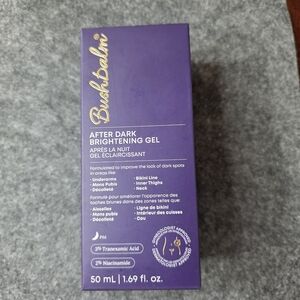 Bushbalm
AFTER DARK
BRIGHTENING GEL
APRÈS LA NUIT
GEL ECLAIRCISSANT
Formulated to improve the look of dark spots
in areas like
·Underarms ·Bikini Line
·Mons Pubis ·Inner Thighs
·Décolleté ·Neck
Formulé pour améliorer l'apparence des
taches brunes dans des zones telles que:
·Aisselles ·Ligne de bikini
·Mons pubis ·Intérieur des cuisses
·Décolleté ·Cou
PM
3% Tranexamic Acid
2% Niacinamide
50 mL | 1.69 fl. oz.